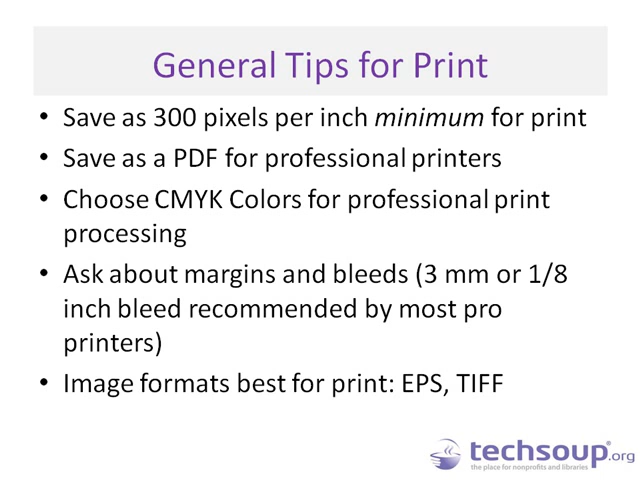 General Tips for Print
• Save as 300 pixels per inch minimum for print
• Save as a PDF for professional printers
• Choose CMYK Colors for professional print
processing
• Ask about margins and bleeds (3 mm or 1/8
inch bleed recommended by most pro
printers)
• Image formats best for print: EPS, TIFF
techsoup®.org
the place for nonprofits and libraries